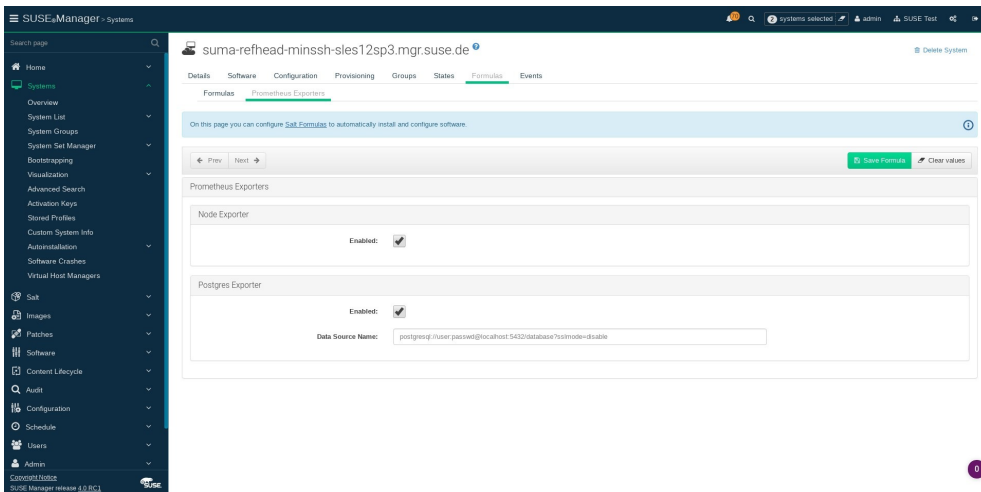 SUSE®Manager > Systems
70
2 systems selected
admin
SUSE Test
Search page
Home
Systems
Overview
System List
System Groups
System Set Manager
Bootstrapping
Visualization
Advanced Search
Activation Keys
Stored Profiles
Custom System Info
Autoinstallation
Software Crashes
Virtual Host Managers
Salt
Images
Patches
Software
Content Lifecycle
Audit
Configuration
Schedule
Users
Admin
Copyright Notice
SUSE Manager release 4.0 RC1
SUSE.
suma-refhead-minssh-sles12sp3.mgr.suse.de
Delete System
Details Software Configuration Provisioning Groups States Formulas Events
Formulas Prometheus Exporters
On this page you can configure Salt Formulas to automatically install and configure software.
Prev Next
Save Formula Clear values
Prometheus Exporters
Node Exporter
Enabled:
Postgres Exporter
Enabled:
Data Source Name: postgresql://user:passwd@localhost:5432/database?sslmode=disable
0